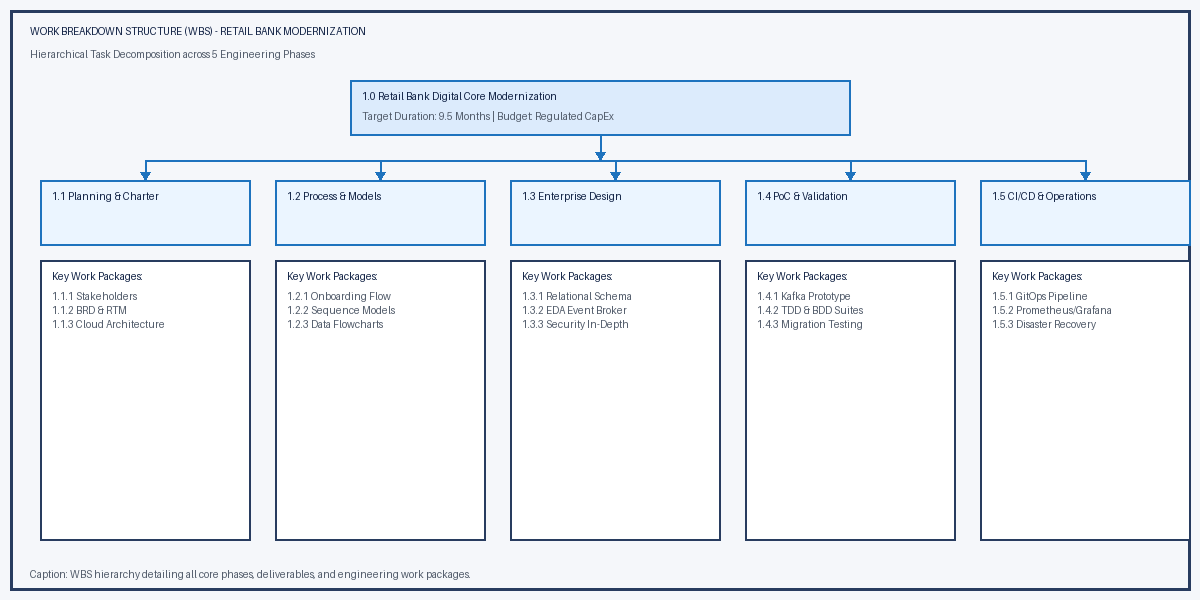 WORK BREAKDOWN STRUCTURE (WBS) - RETAIL BANK MODERNIZATION
Hierarchical Task Decomposition across 5 Engineering Phases
1.0 Retail Bank Digital Core Modernization
Target Duration: 9.5 Months | Budget: Regulated CapEx
1.1 Planning & Charter
1.2 Process & Models
1.3 Enterprise Design
1.4 PoC & Validation
1.5 CI/CD & Operations
Key Work Packages:
1.1.1 Stakeholders
1.1.2 BRD & RTM
1.1.3 Cloud Architecture
Key Work Packages:
1.2.1 Onboarding Flow
1.2.2 Sequence Models
1.2.3 Data Flowcharts
Key Work Packages:
1.3.1 Relational Schema
1.3.2 EDA Event Broker
1.3.3 Security In-Depth
Key Work Packages:
1.4.1 Kafka Prototype
1.4.2 TDD & BDD Suites
1.4.3 Migration Testing
Key Work Packages:
1.5.1 GitOps Pipeline
1.5.2 Prometheus/Grafana
1.5.3 Disaster Recovery
Caption: WBS hierarchy detailing all core phases, deliverables, and engineering work packages.